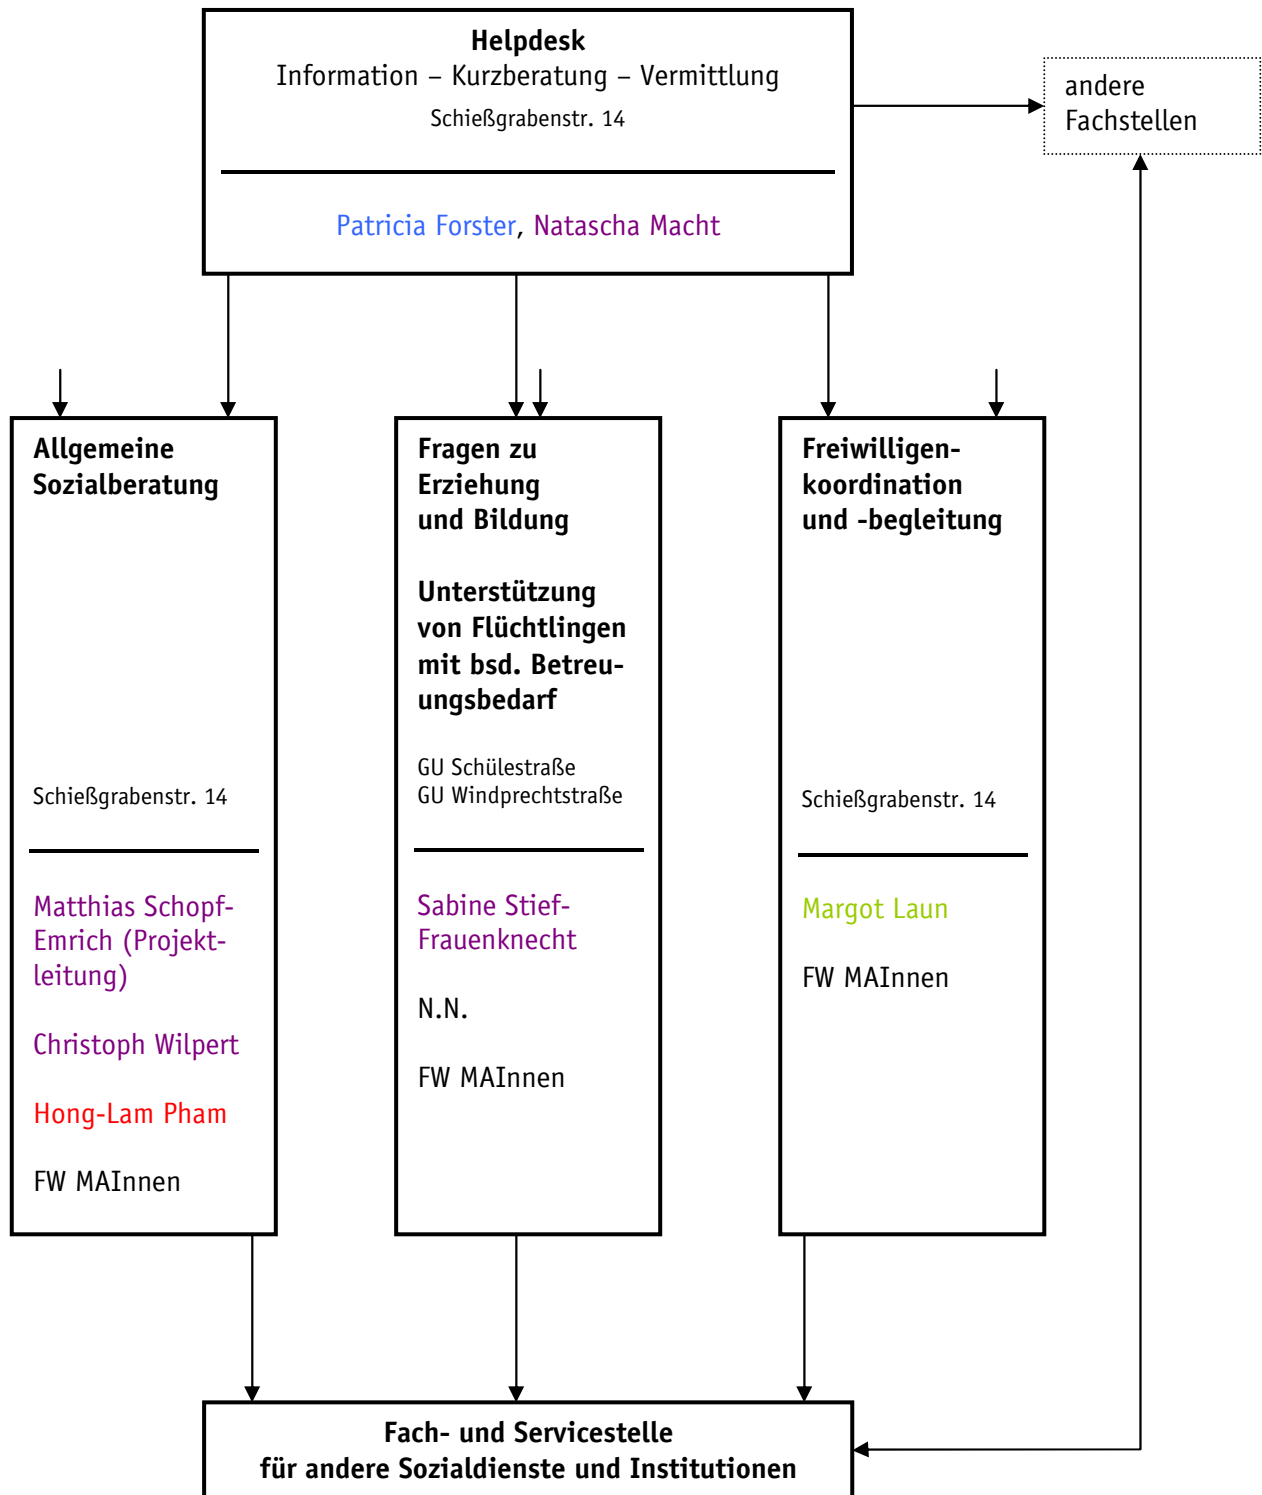 Helpdesk
Information – Kurzberatung – Vermittlung
Schießgrabenstr. 14
Patricia Forster, Natascha Macht
andere
Fachstellen
Allgemeine
Sozialberatung
Schießgrabenstr. 14
Matthias Schopf-
Emrich (Projekt-
leitung)
Christoph Wilpert
Hong-Lam Pham
FW MAInnen
Fragen zu
Erziehung
und Bildung
Unterstützung
von Flüchtlingen
mit bsd. Betreu-
ungsbedarf
GU Schülestraße
GU Windprechtstraße
Sabine Stief-
Frauenknecht
N.N.
FW MAInnen
Freiwilligen-
koordination
und -begleitung
Schießgrabenstr. 14
Margot Laun
FW MAInnen
Fach- und Servicestelle
für andere Sozialdienste und Institutionen